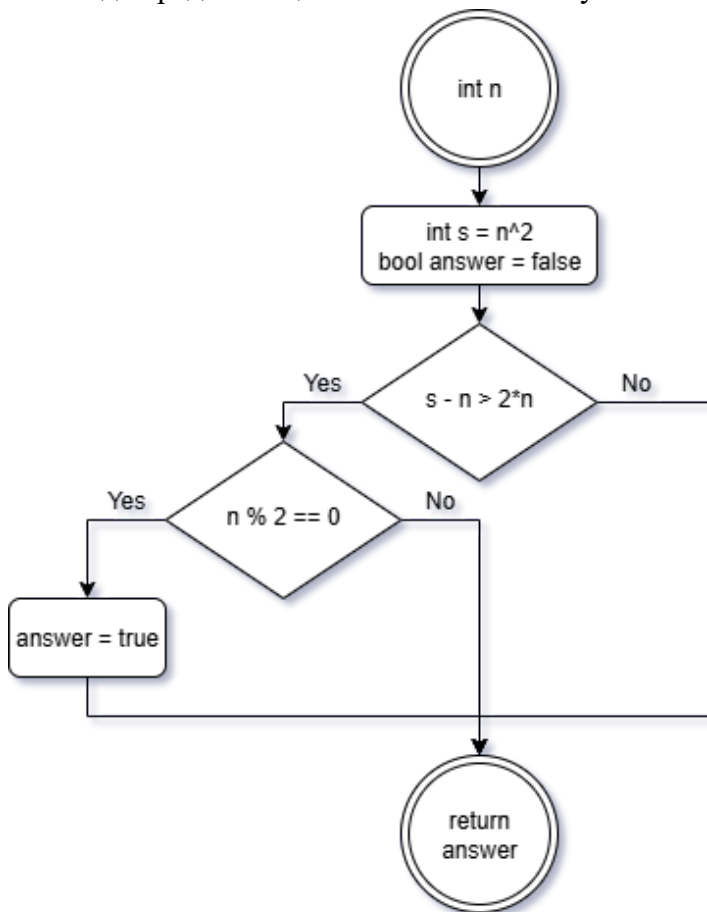 int n
int s = n^2
bool answer = false
s - n > 2*n
Yes
No
n % 2 == 0
Yes
No
answer = true
return
answer